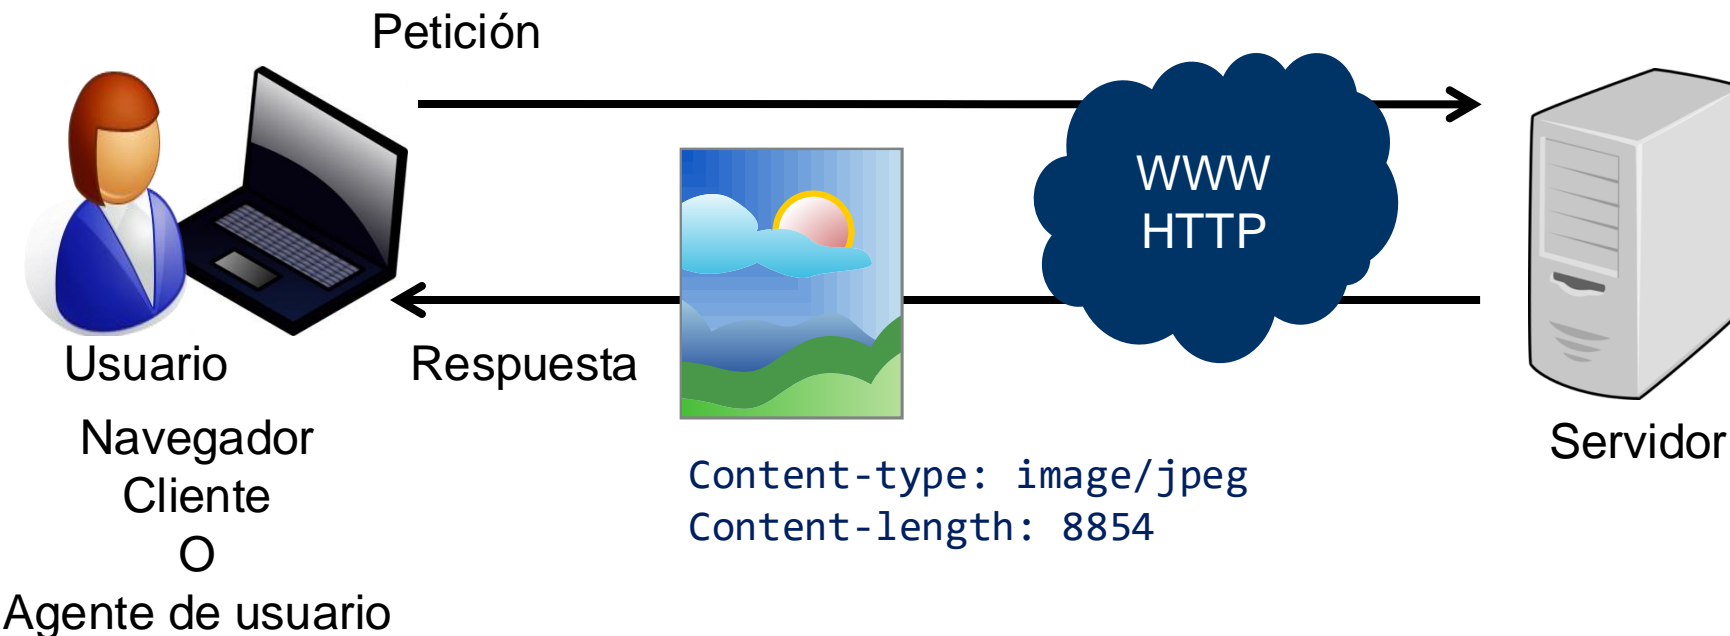 Petición
WWW
HTTP
Usuario
Respuesta
Navegador
Cliente
O
Agente de usuario
Content-type: image/jpeg
Content-length: 8854
Servidor